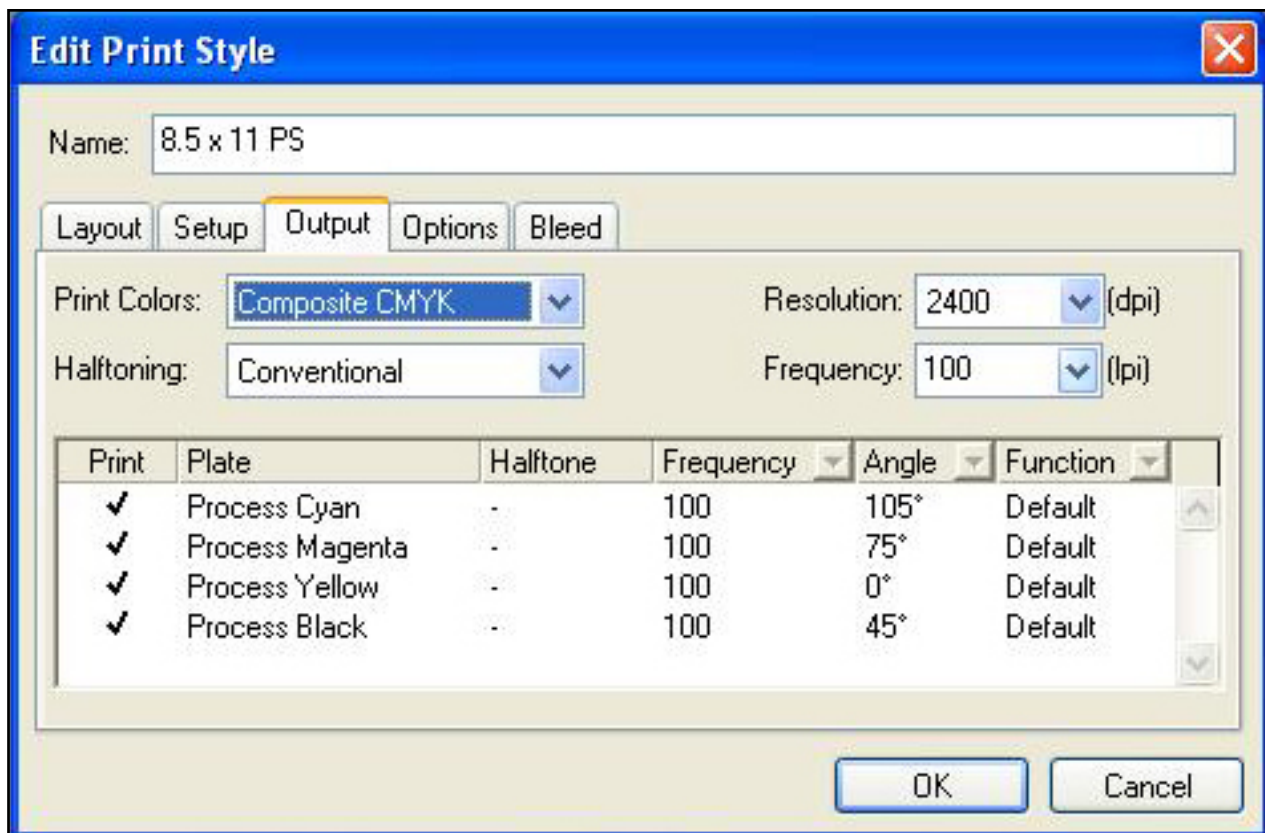 Edit Print Style
Name: 8.5 x 11 PS
Layout Setup Output Options Bleed
Print Colors: Composite CMYK Resolution: 2400 (dpi)
Halftoning: Conventional Frequency: 100 (lpi)
Print Plate Halftone Frequency Angle Function
Process Cyan - 100 105° Default
Process Magenta - 100 75° Default
Process Yellow - 100 0° Default
Process Black - 100 45° Default
OK Cancel